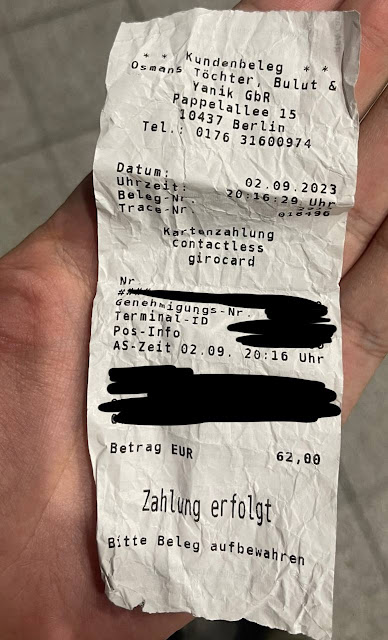 * * Kundenbeleg * *
Osmans Töchter, Bulut &
Yanik GbR
Pappelallee 15
10437 Berlin
Tel.: 0176 31600974
Datum: 02.09.2023
Uhrzeit: 20:16:29 Uhr
Beleg-Nr.
Trace-Nr. 018496
Kartenzahlung
contactless
girocard
Nr.
Genehmigungs-Nr.
Terminal-ID
Pos-Info
AS-Zeit 02.09. 20:16 Uhr
Betrag EUR 62,00
Zahlung erfolgt
Bitte Beleg aufbewahren